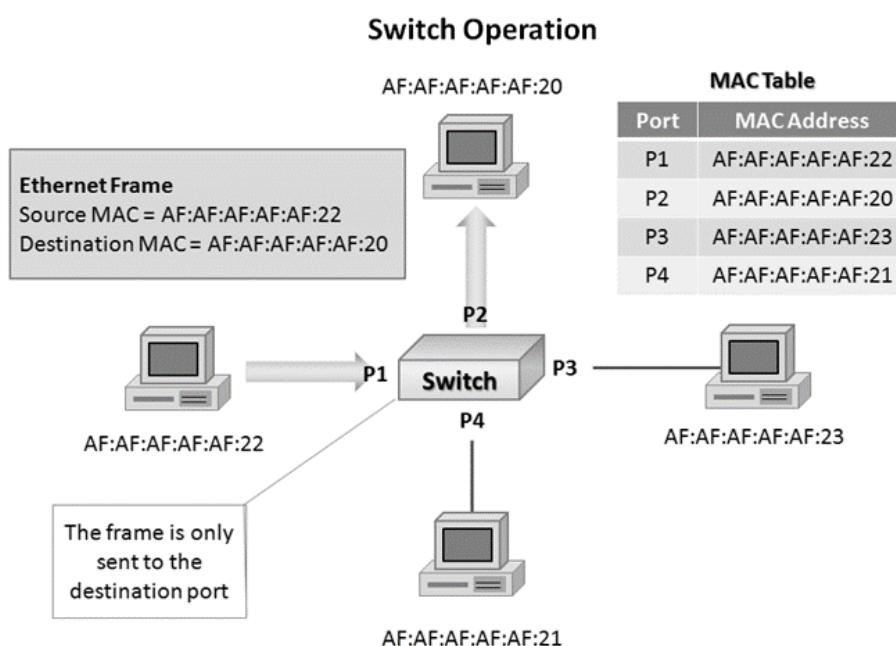 Switch Operation
AF:AF:AF:AF:AF:20
MAC Table
Port MAC Address
P1 AF:AF:AF:AF:AF:22
P2 AF:AF:AF:AF:AF:20
P3 AF:AF:AF:AF:AF:23
P4 AF:AF:AF:AF:AF:21
Ethernet Frame
Source MAC = AF:AF:AF:AF:AF:22
Destination MAC = AF:AF:AF:AF:AF:20
P2
P1
Switch
P3
P4
AF:AF:AF:AF:AF:22
AF:AF:AF:AF:AF:23
The frame is only
sent to the
destination port
AF:AF:AF:AF:AF:21